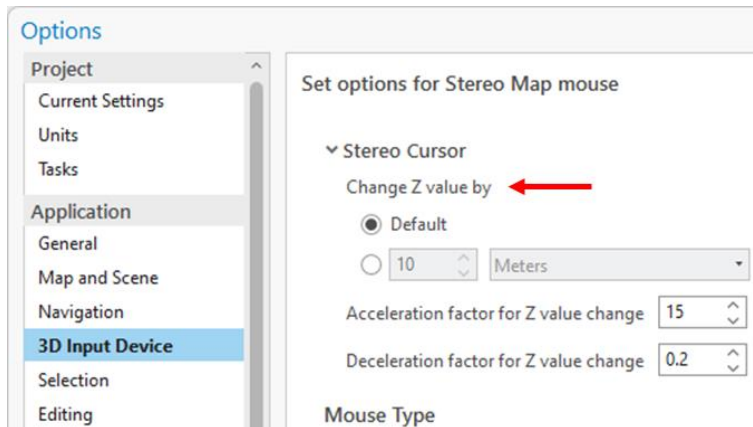 Options
Project
Current Settings
Units
Tasks
Application
General
Map and Scene
Navigation
3D Input Device
Selection
Editing
Set options for Stereo Map mouse
Stereo Cursor
Change Z value by
Default
10 Meters
Acceleration factor for Z value change 15
Deceleration factor for Z value change 0.2
Mouse Type